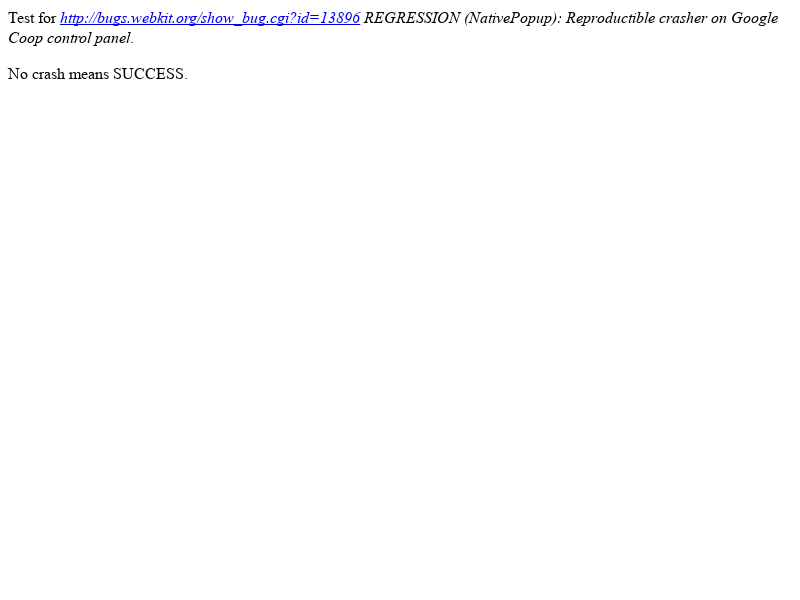 Test for http://bugs.webkit.org/show_bug.cgi?id=13896 REGRESSION (NativePopup): Reproducible crasher on Google
Coop control panel.
No crash means SUCCESS.